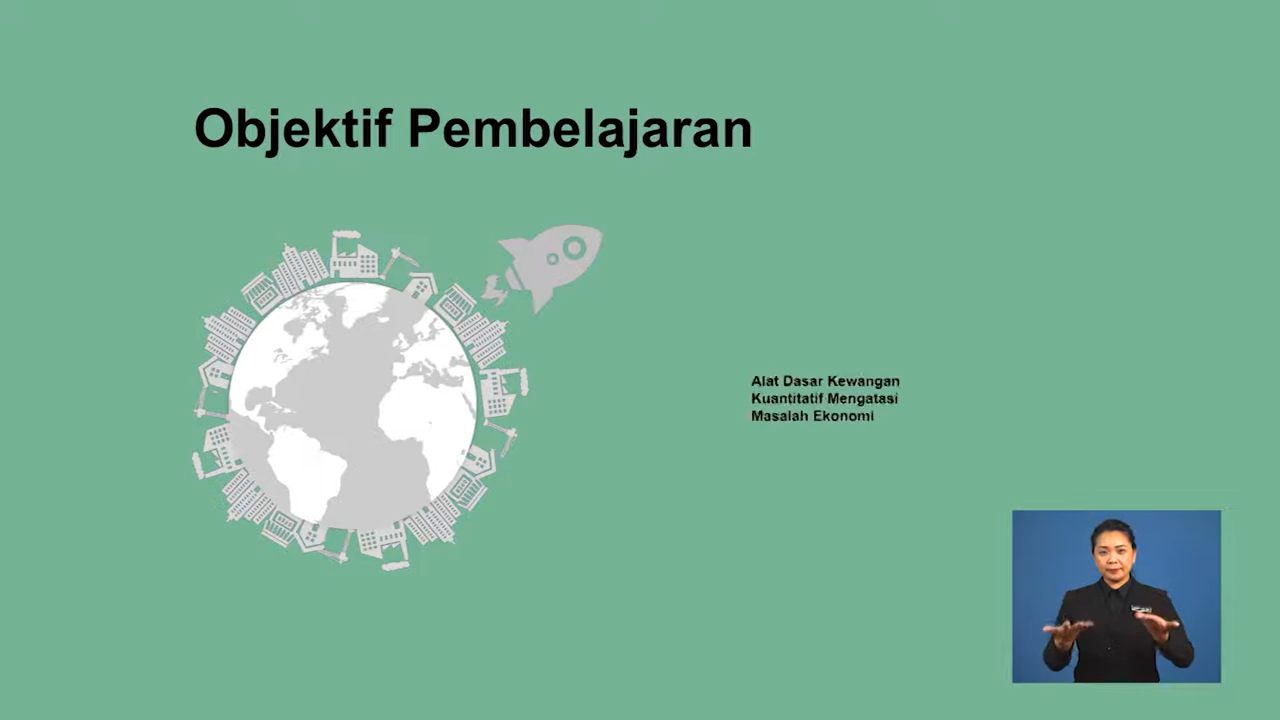 Objektif Pembelajaran
Alat Dasar Kewangan
Kuantitatif Mengatasi
Masalah Ekonomi